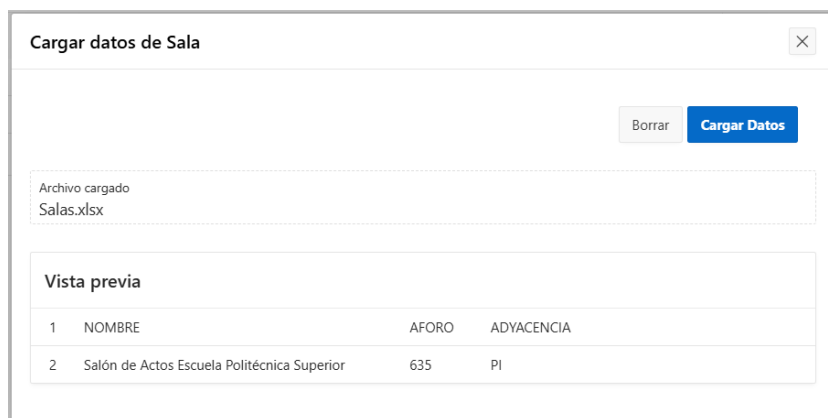 Cargar datos de Sala
Borrar Cargar Datos
Archivo cargado
Salas.xlsx
Vista previa
1 NOMBRE AFORO ADYACENCIA
2 Salón de Actos Escuela Politécnica Superior 635 PI